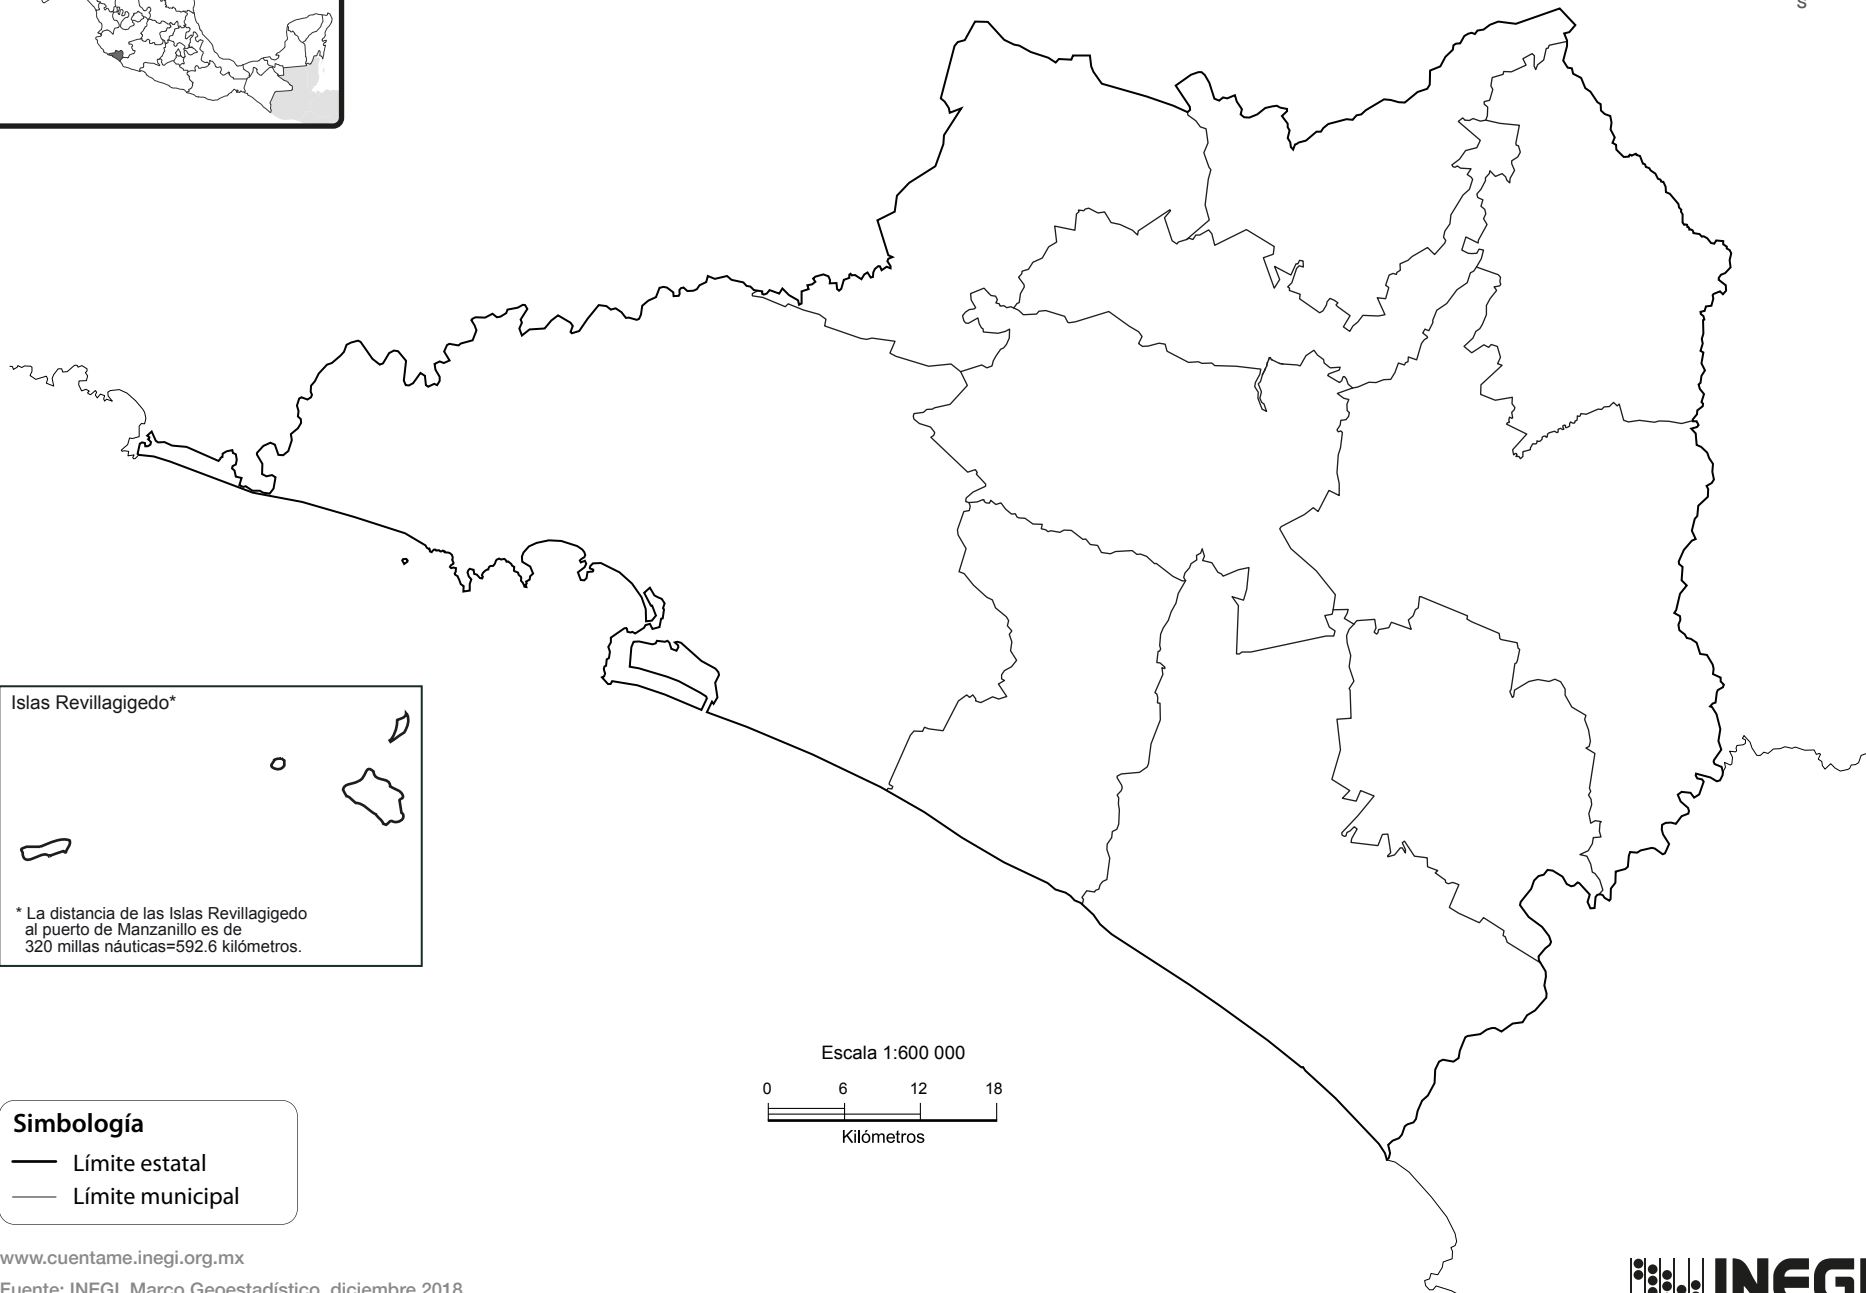 S
Islas Revillagigedo*
* La distancia de las Islas Revillagigedo
al puerto de Manzanillo es de
320 millas náuticas=592.6 kilómetros.
Escala 1:600 000
0 6 12 18
Kilómetros
Simbología
Límite estatal
Límite municipal
www.cuentame.inegi.org.mx
Fuente: INEGI. Marco Geoestadístico, diciembre 2018
INEGI